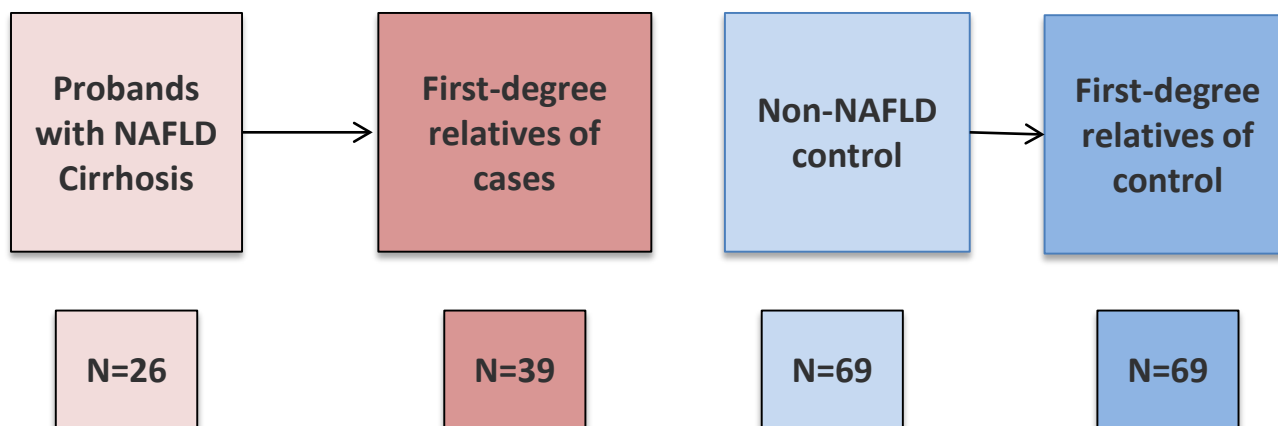 Probands
with NAFLD
Cirrhosis
First-degree
relatives of
cases
Non-NAFLD
control
First-degree
relatives of
control
N=26
N=39
N=69
N=69